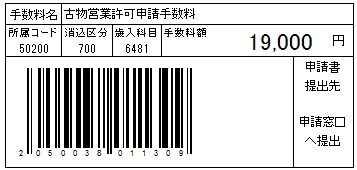 手数料名 古物営業許可申請手数料
所属コード 消込区分 歳入科目 手数料額 19,000 円
50200 700 6481
申請書
提出先
申請窓口
へ提出
2050038011309